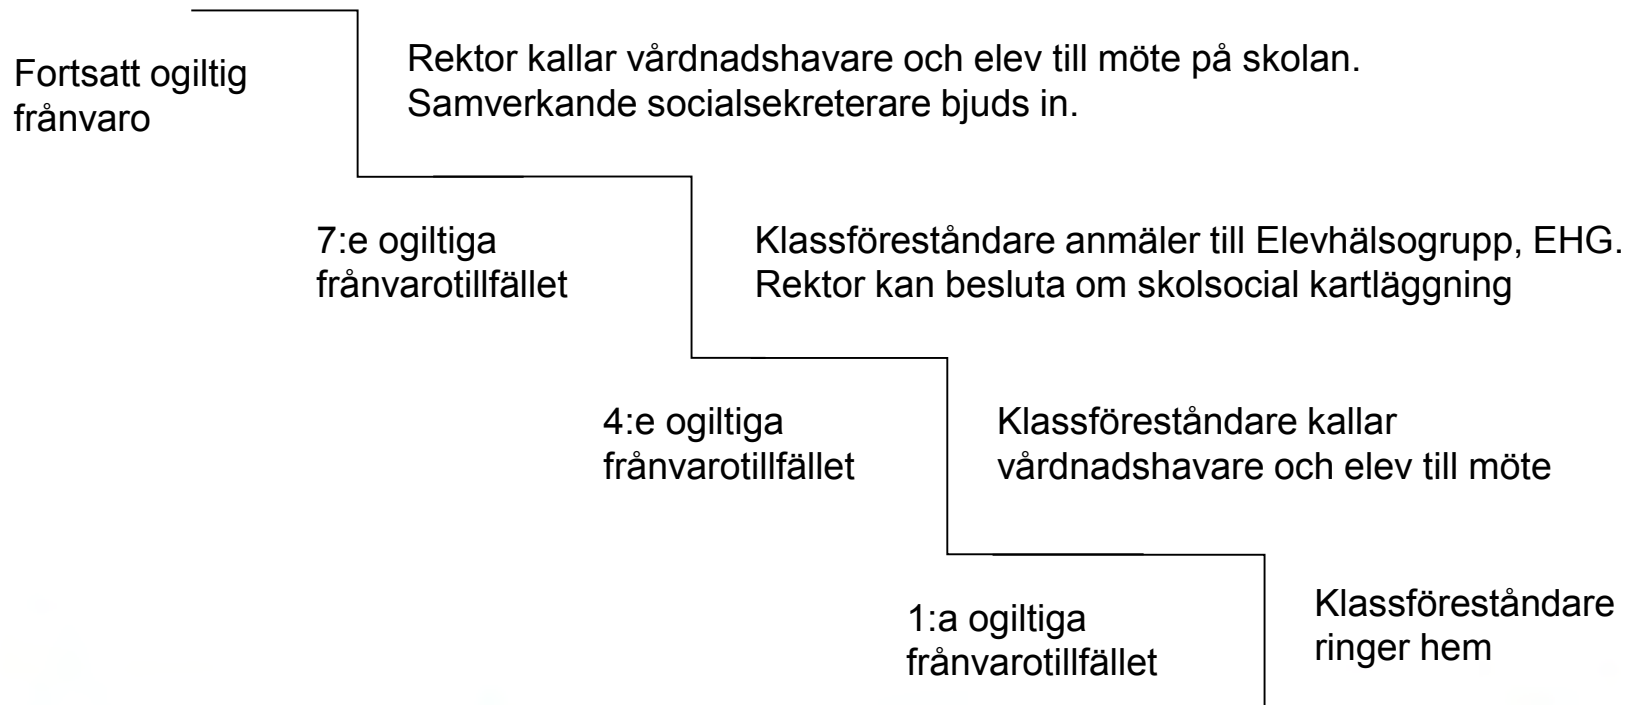 Fortsatt ogiltig
frånvaro
Rektor kallar vårdnadshavare och elev till möte på skolan.
Samverkande socialsekreterare bjuds in.
7:e ogiltiga
frånvarotillfället
Klassföreståndare anmäler till Elevhälsogrupp, EHG.
Rektor kan besluta om skolsocial kartläggning
4:e ogiltiga
frånvarotillfället
Klassföreståndare kallar
vårdnadshavare och elev till möte
1:a ogiltiga
frånvarotillfället
Klassföreståndare
ringer hem